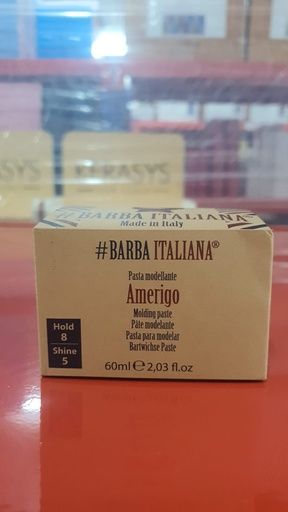 KERASYS
# BARBA ITALIANA®
Made in Italy
#BARBA ITALIANA®
Pasta modellante
Amerigo
Molding paste
Pâte modelante
Pasta para modelar
Bartwichse Paste
Hold
8
Shine
5
60ml ℮ 2,03 fl.oz